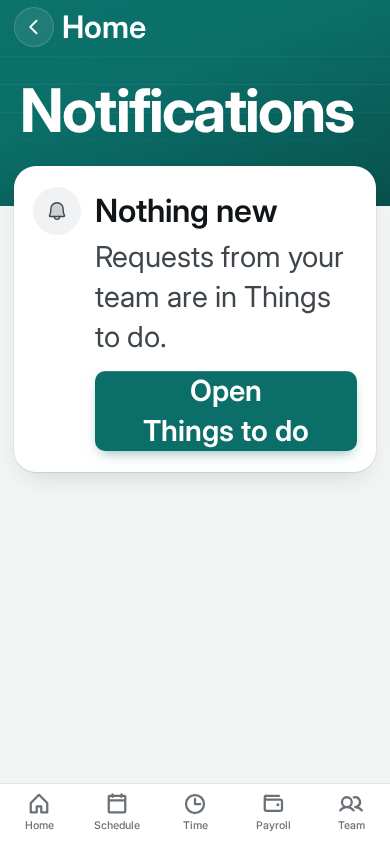 Home
Notifications
Nothing new
Requests from your
team are in Things
to do.
Open
Things to do
Home
Schedule
Time
Payroll
Team